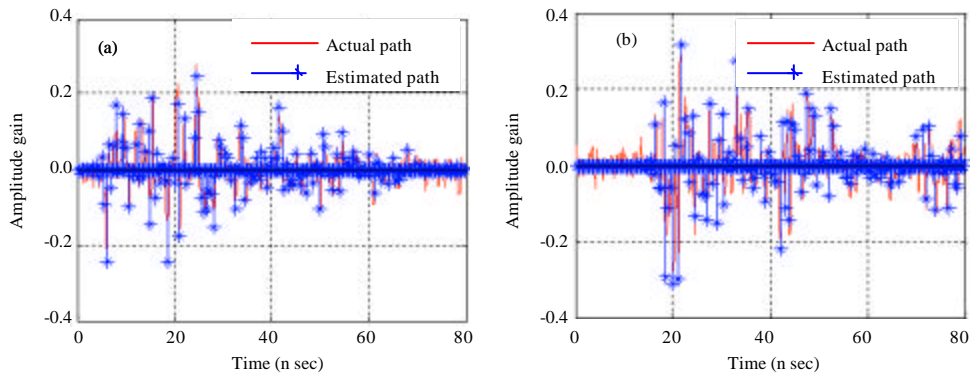 0.4
0.2
0.0
-0.2
-0.4
Amplitude gain
(a)
Actual path
Estimated path
0 20 40 60 80
Time (n sec)
0.4
0.2
0.0
-0.2
-0.4
Amplitude gain
(b)
Actual path
Estimated path
0 20 40 60 80
Time (n sec)